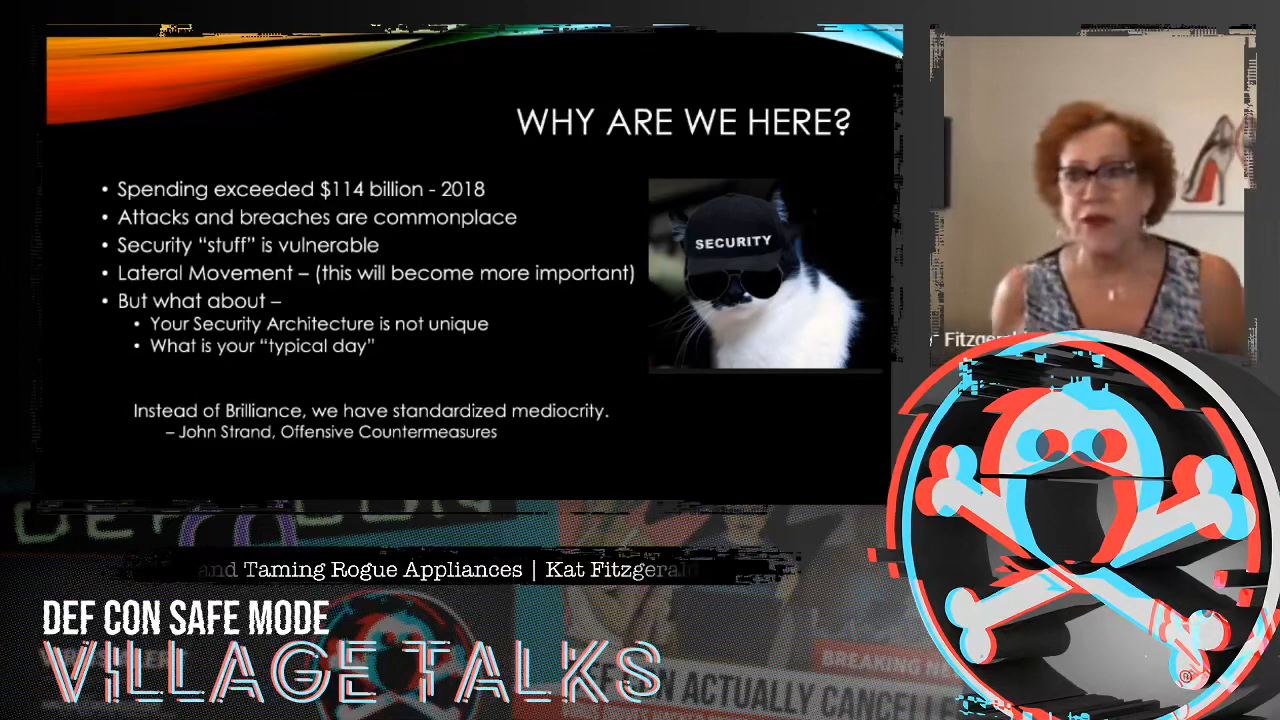 WHY ARE WE HERE?
• Spending exceeded $114 billion - 2018
• Attacks and breaches are commonplace
• Security “stuff” is vulnerable
• Lateral Movement – (this will become more important)
• But what about –
• Your Security Architecture is not unique
• What is your “typical day”
Instead of Brilliance, we have standardized mediocrity.
– John Strand, Offensive Countermeasures
SECURITY
DEF CON
and Taming Rogue Appliances | Kat Fitzgerald
DEF CON SAFE MODE
VILLAGE TALKS
BREAKING
ACTUALLY
®